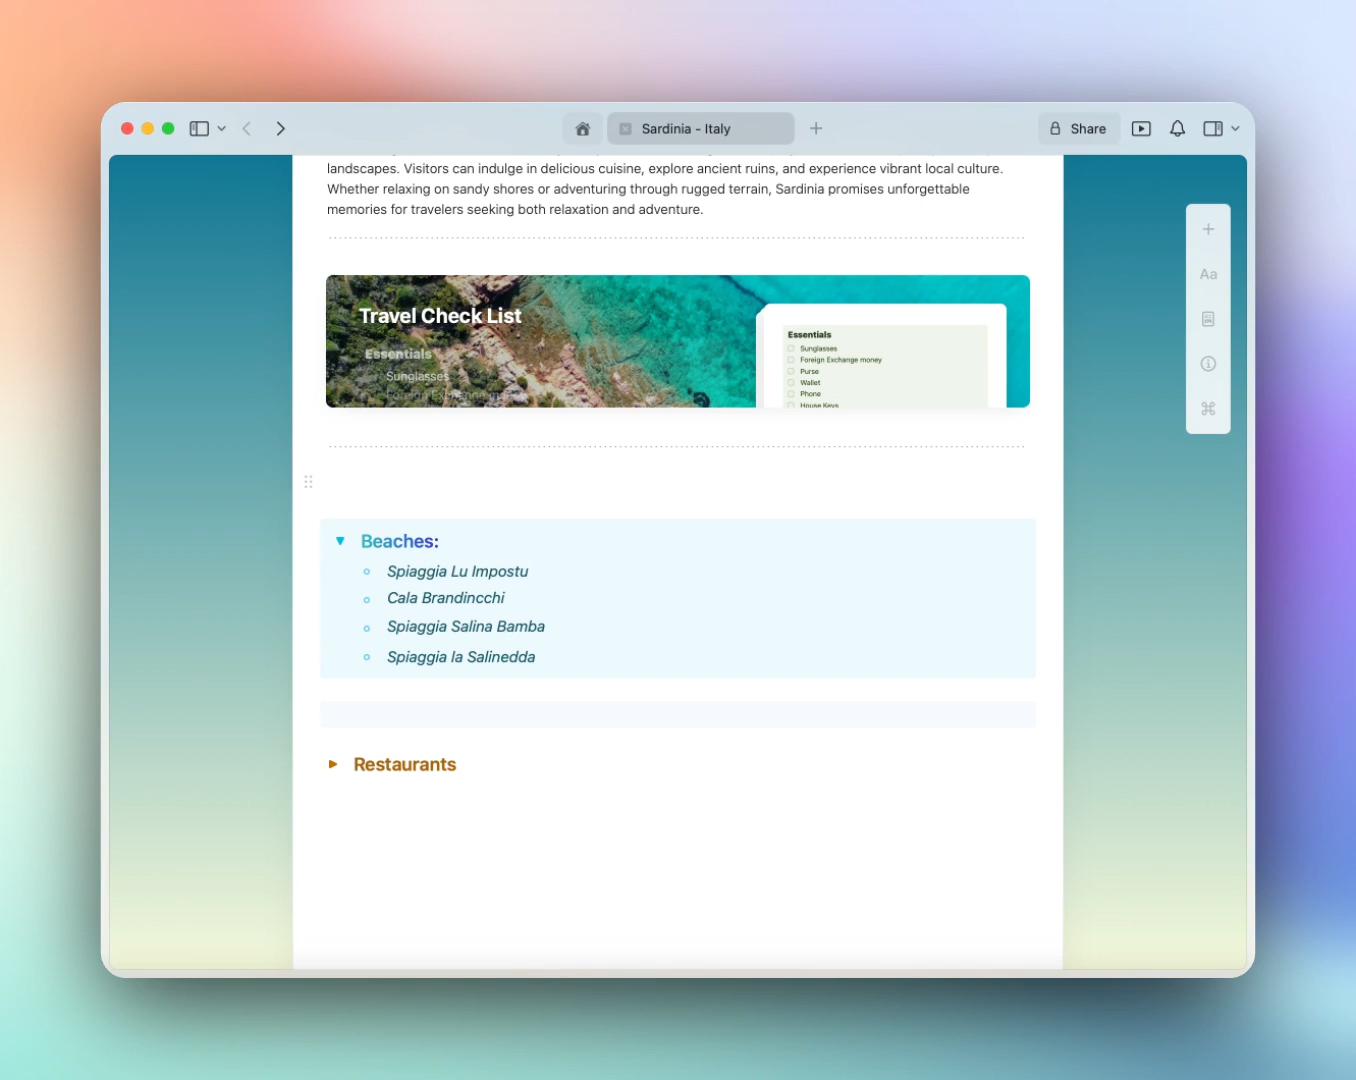 Sardinia - Italy
Share
landscapes. Visitors can indulge in delicious cuisine, explore ancient ruins, and experience vibrant local culture.
Whether relaxing on sandy shores or adventuring through rugged terrain, Sardinia promises unforgettable
memories for travelers seeking both relaxation and adventure.
Aa
Travel Check List
Essentials
Sunglasses
Essentials
Sunglasses
Foreign Exchange money
Purse
Wallet
Phone
House Keys
Beaches:
Spiaggia Lu Impostu
Cala Brandincchi
Spiaggia Salina Bamba
Spiaggia la Salinedda
Restaurants